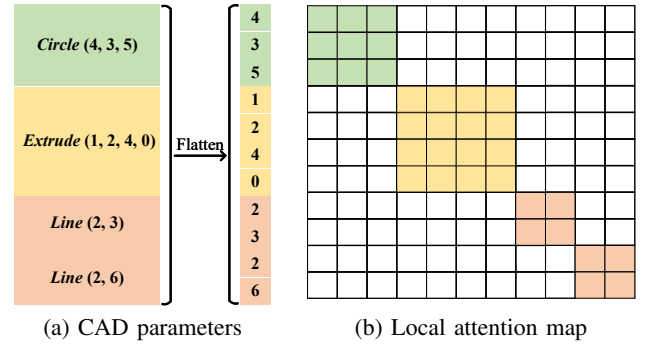 Circle (4, 3, 5)
Extrude (1, 2, 4, 0)
Line (2, 3)
Line (2, 6)
Flatten
4
3
5
1
2
4
0
2
3
2
6
(a) CAD parameters
(b) Local attention map